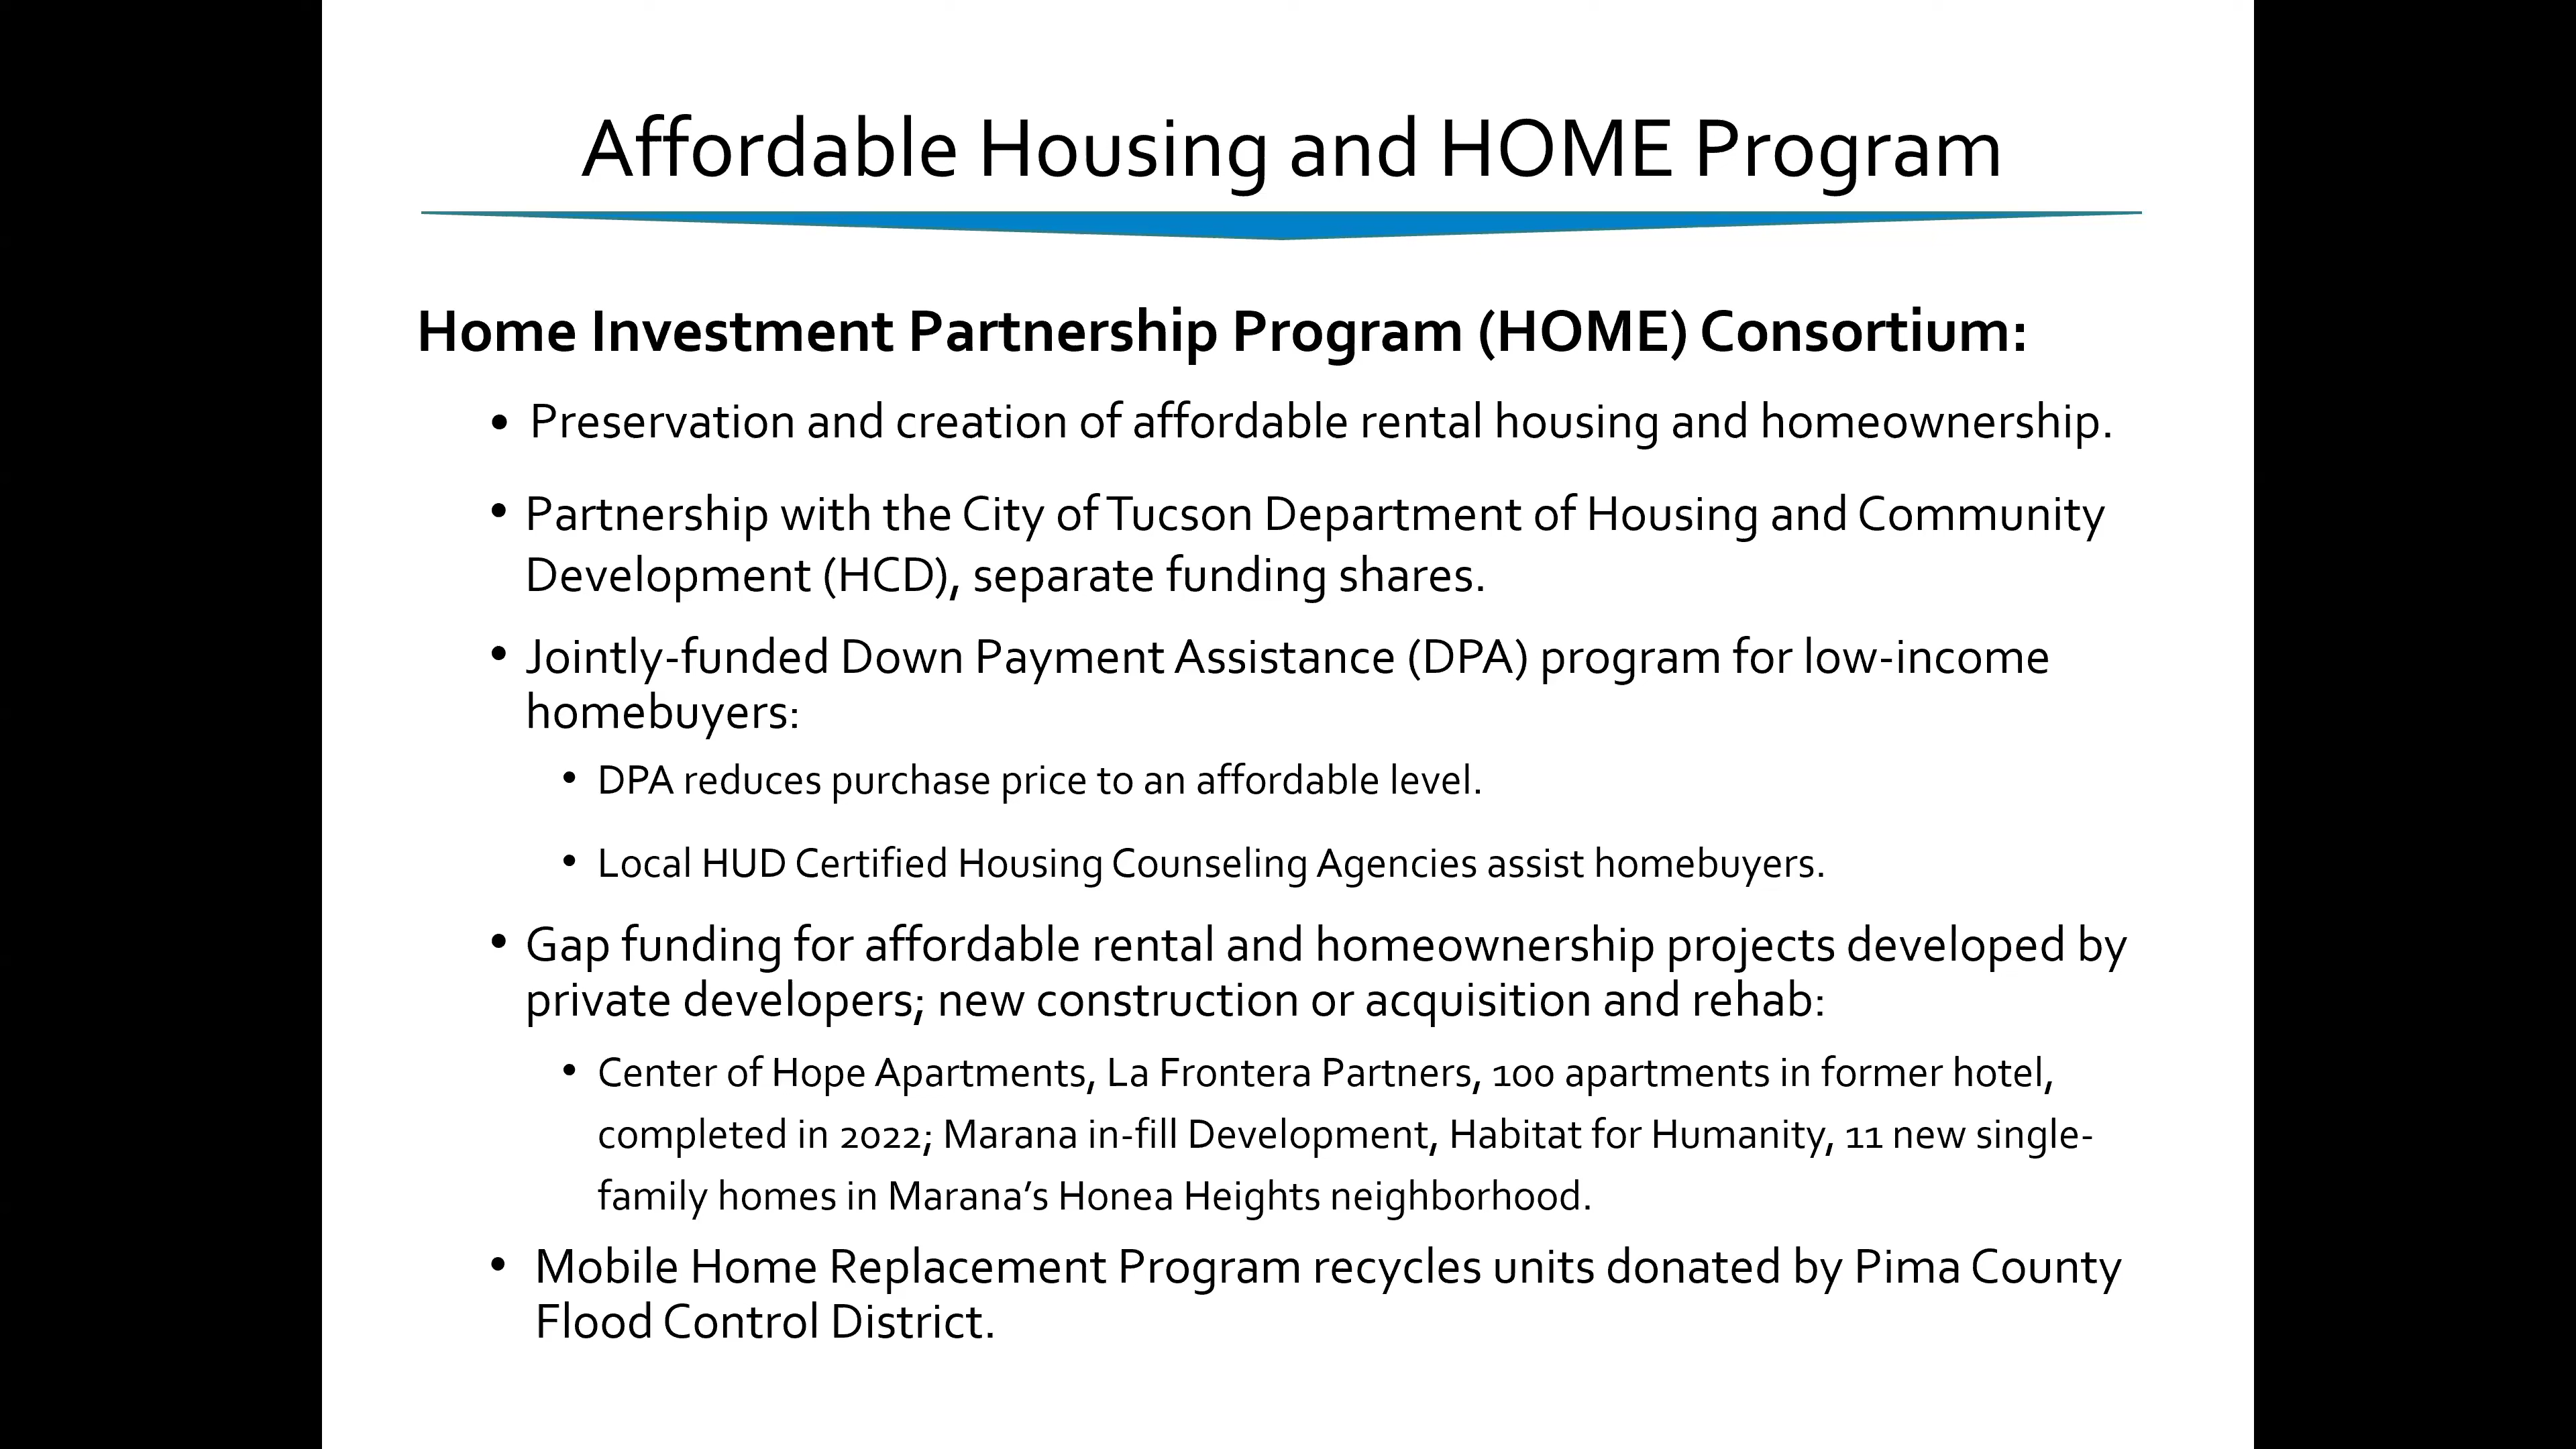 Affordable Housing and HOME Program
Home Investment Partnership Program (HOME) Consortium:
• Preservation and creation of affordable rental housing and homeownership.
• Partnership with the City of Tucson Department of Housing and Community
Development (HCD), separate funding shares.
• Jointly-funded Down Payment Assistance (DPA) program for low-income
homebuyers:
• DPA reduces purchase price to an affordable level.
• Local HUD Certified Housing Counseling Agencies assist homebuyers.
• Gap funding for affordable rental and homeownership projects developed by
private developers; new construction or acquisition and rehab:
• Center of Hope Apartments, La Frontera Partners, 100 apartments in former hotel,
completed in 2022; Marana in-fill Development, Habitat for Humanity, 11 new single-
family homes in Marana’s Honea Heights neighborhood.
• Mobile Home Replacement Program recycles units donated by Pima County
Flood Control District.